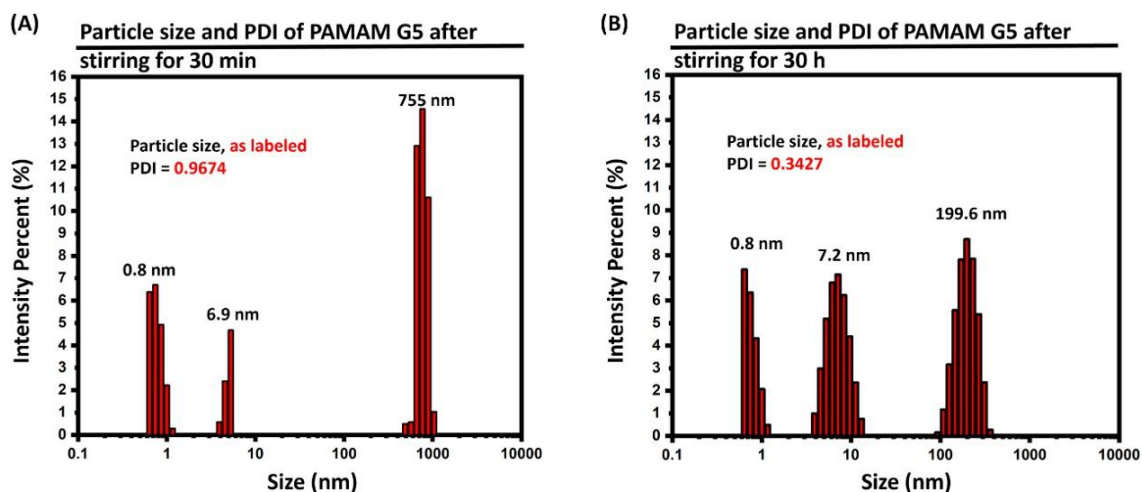 (A)
Particle size and PDI of PAMAM G5 after
stirring for 30 min
16
15
14
13
12
11
10
9
8
7
6
5
4
3
2
1
0
Intensity Percent (%)
755 nm
Particle size, as labeled
PDI = 0.9674
0.8 nm
6.9 nm
0.1
1
10
100
1000
10000
Size (nm)
(B)
Particle size and PDI of PAMAM G5 after
stirring for 30 h
16
15
14
13
12
11
10
9
8
7
6
5
4
3
2
1
0
Intensity Percent (%)
Particle size, as labeled
PDI = 0.3427
199.6 nm
0.8 nm
7.2 nm
0.1
1
10
100
1000
10000
Size (nm)